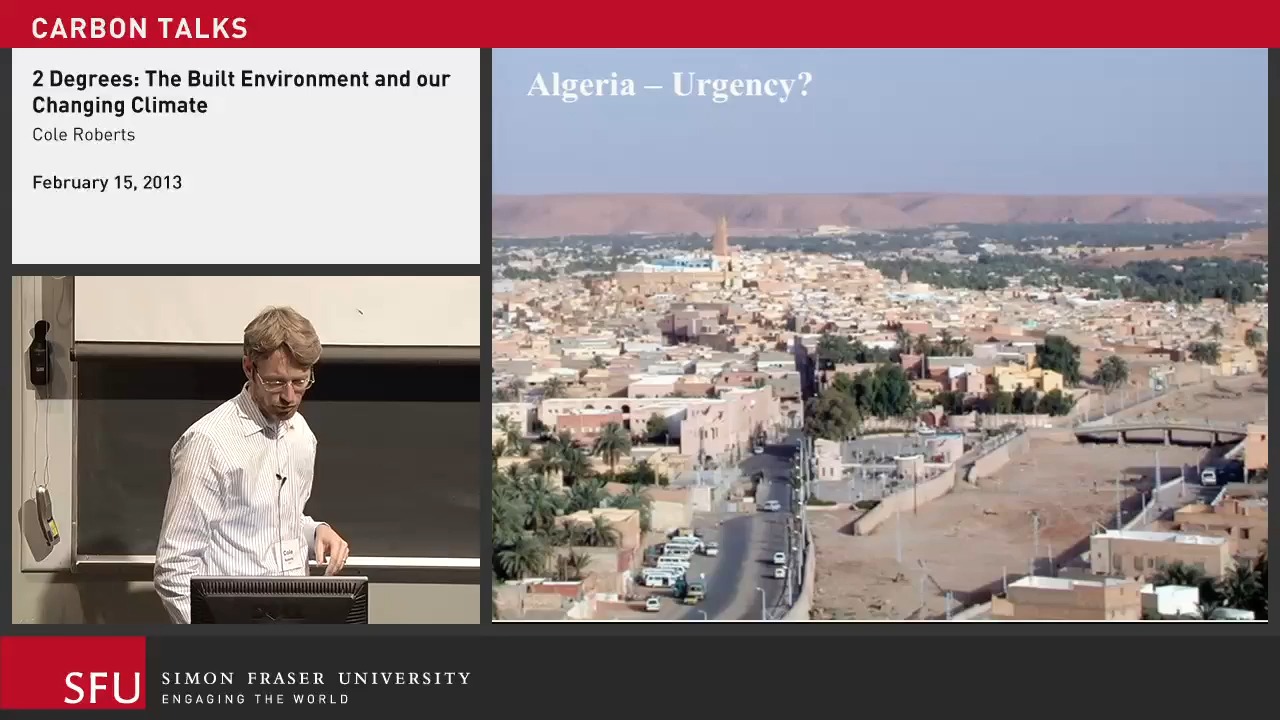 CARBON TALKS
2 Degrees: The Built Environment and our
Changing Climate
Cole Roberts
February 15, 2013
Algeria – Urgency?
Cole
SFU
SIMON FRASER UNIVERSITY
ENGAGING THE WORLD